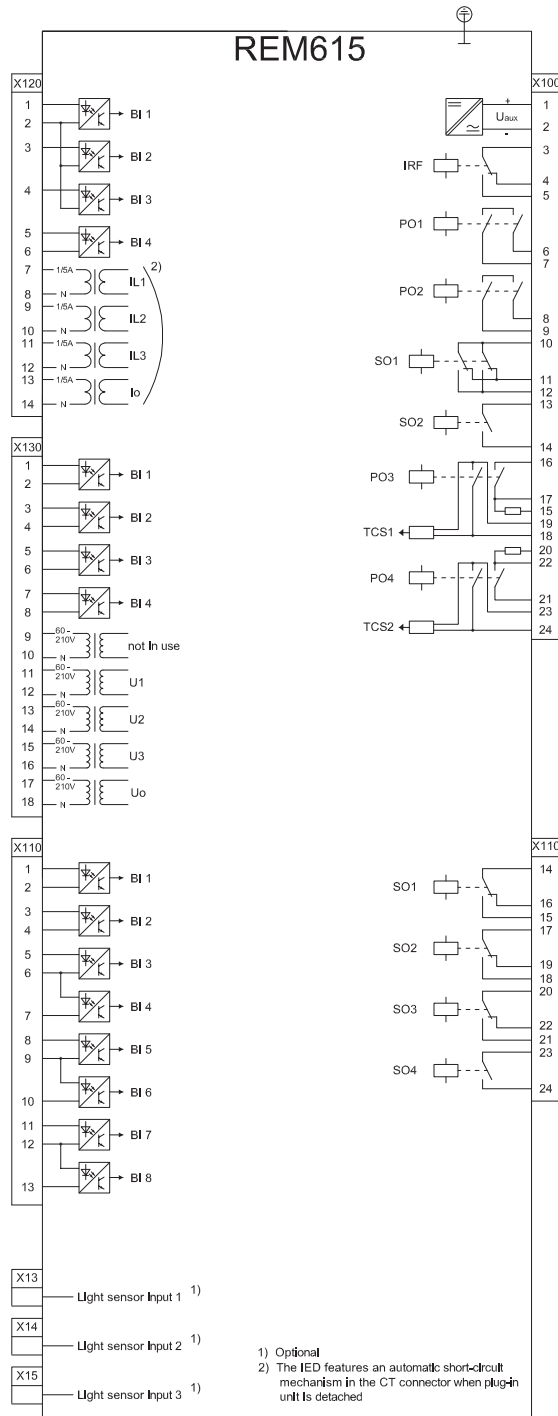 REM615
X120
1
2
BI 1
3
BI 2
4
BI 3
5
6
BI 4
7
1/5A
8
N
IL1
2)
9
1/5A
10
N
IL2
11
1/5A
12
N
IL3
13
1/5A
14
N
Io
X130
1
2
BI 1
3
4
BI 2
5
6
BI 3
7
8
BI 4
9
60 -
210V
10
N
not in use
11
60 -
210V
12
N
U1
13
60 -
210V
14
N
U2
15
60 -
210V
16
N
U3
17
60 -
210V
18
N
Uo
X110
1
2
BI 1
3
4
BI 2
5
6
BI 3
7
BI 4
8
9
BI 5
10
BI 6
11
12
BI 7
13
BI 8
X13
Light sensor input 1 1)
X14
Light sensor input 2 1)
X15
Light sensor input 3 1)
X100
+
Uaux
-
1
2
IRF
3
4
5
PO1
6
7
PO2
8
9
SO1
10
11
12
SO2
13
14
PO3
16
17
15
19
TCS1
18
20
22
PO4
21
23
TCS2
24
X110
SO1
14
16
15
SO2
17
19
18
SO3
20
22
21
SO4
23
24
1) Optional
2) The IED features an automatic short-circuit
mechanism in the CT connector when plug-in
unit is detached